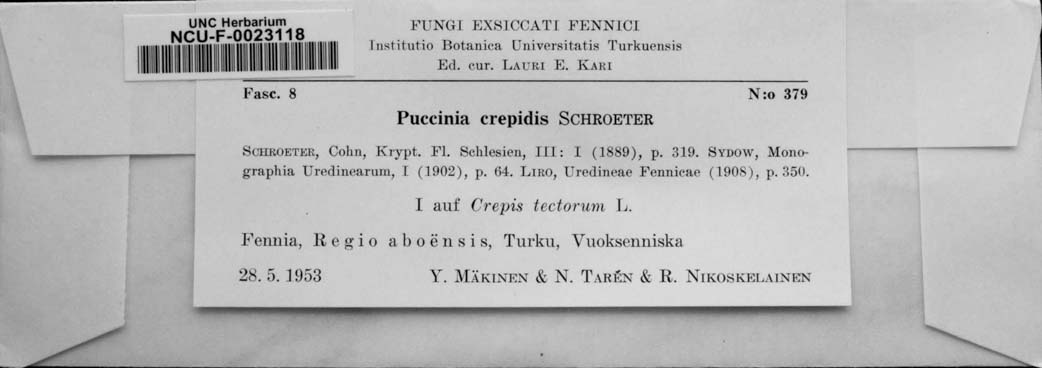 UNC Herbarium
NCU-F-0023118
FUNGI EXSICCATI FENNICI
Institutio Botanica Universitatis Turkuensis
Ed. cur. LAURI E. KARI
Fasc. 8 N:o 379
Puccinia crepidis SCHROETER
SCHROETER, Cohn, Krypt. Fl. Schlesien, III: I (1889), p. 319. SYDOW, Mono-
graphia Uredinearum, I (1902), p. 64. LIRO, Uredineae Fennicae (1908), p. 350.
I auf Crepis tectorum L.
Fennia, Regio aboënsis, Turku, Vuoksenniska
28. 5. 1953 Y. MÄKINEN & N. TARÉN & R. NIKOSKELAINEN